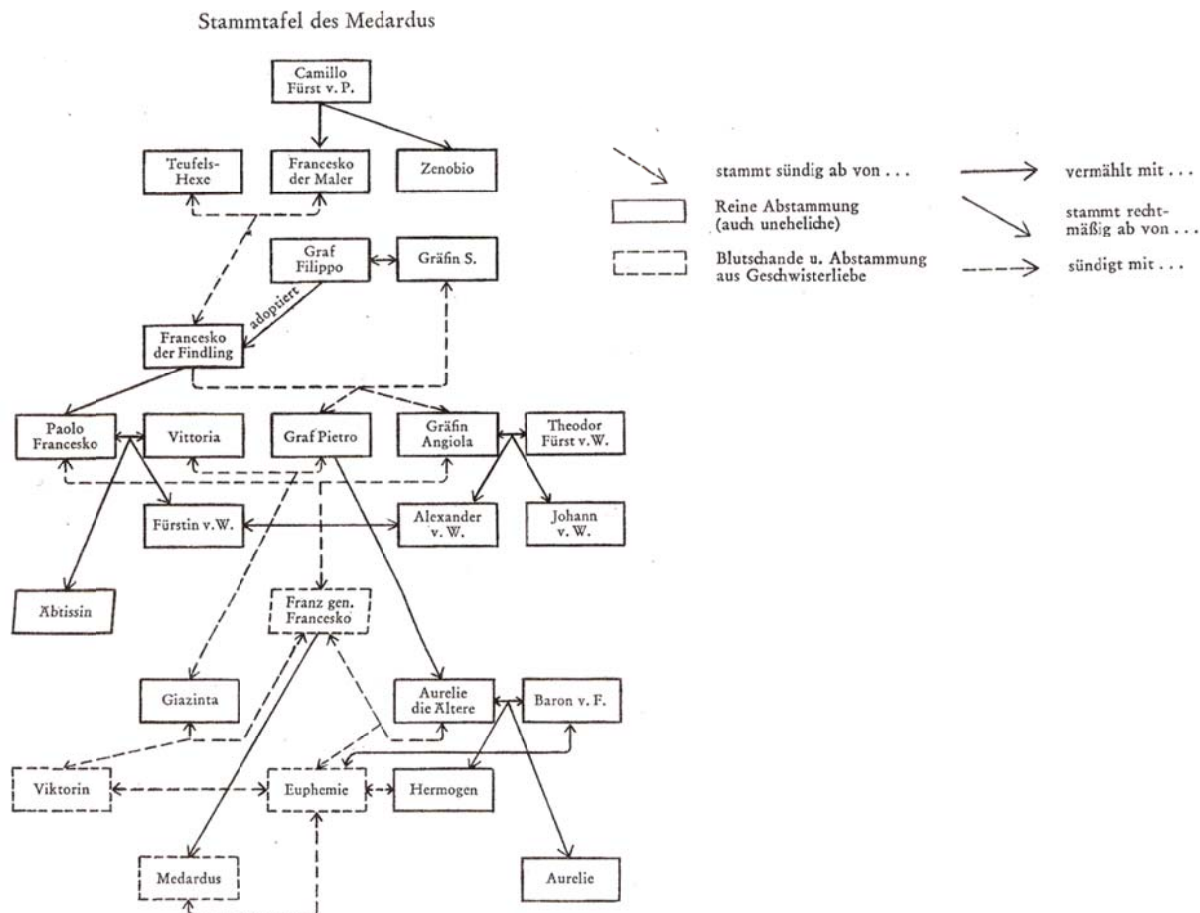 Stammtafel des Medardus
Camillo
Fürst v. P.
Teufels-
Hexe
Francesko
der Maler
Zenobio
stammt sündig ab von . . .
vermählt mit . . .
Reine Abstammung
(auch uneheliche)
stammt recht-
mäßig ab von . . .
Blutschande u. Abstammung
aus Geschwisterliebe
sündigt mit . . .
Graf
Filippo
Gräfin S.
adoptiert
Francesko
der Findling
Paolo
Francesko
Vittoria
Graf Pietro
Gräfin
Angiola
Theodor
Fürst v.W.
Fürstin v.W.
Alexander
v. W.
Johann
v. W.
Äbtissin
Franz gen.
Francesko
Giazinta
Aurelie
die Ältere
Baron v. F.
Viktorin
Euphemie
Hermogen
Medardus
Aurelie